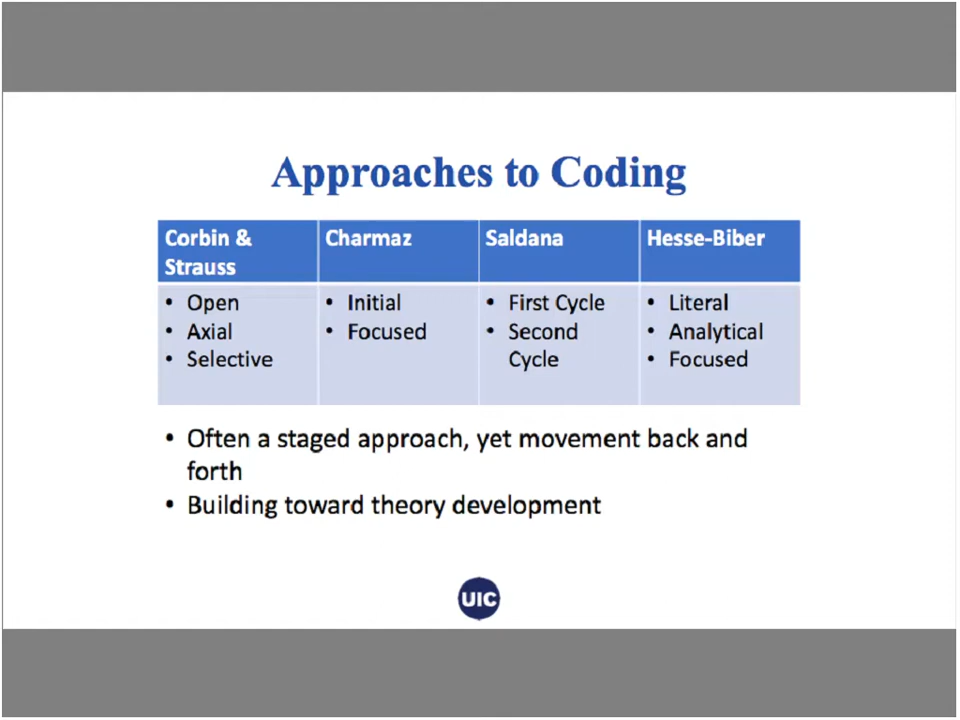 Approaches to Coding
Corbin &
Strauss
Charmaz
Saldana
Hesse-Biber
• Open
• Axial
• Selective
• Initial
• Focused
• First Cycle
• Second
Cycle
• Literal
• Analytical
• Focused
• Often a staged approach, yet movement back and
forth
• Building toward theory development
UIC